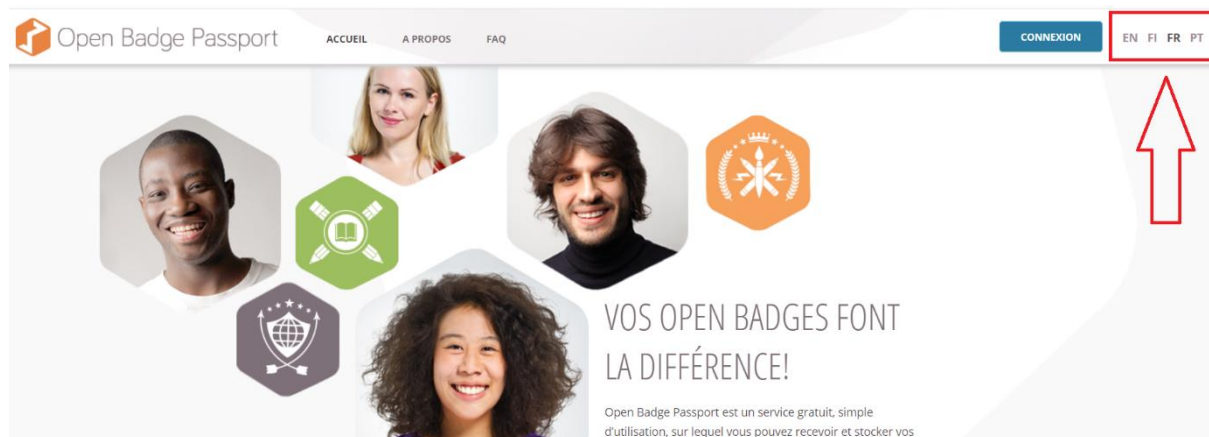 Open Badge Passport
ACCUEIL A PROPOS FAQ
CONNEXION
EN FI FR PT
VOS OPEN BADGES FONT
LA DIFFÉRENCE!
Open Badge Passport est un service gratuit, simple
d'utilisation, sur lequel vous pouvez recevoir et stocker vos